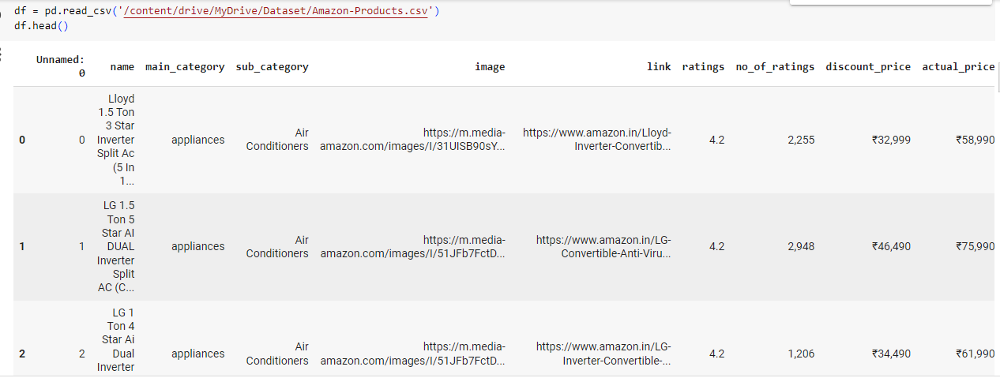 df = pd.read_csv('/content/drive/MyDrive/Dataset/Amazon-Products.csv')
df.head()
Unnamed: 0 name main_category sub_category image link ratings no_of_ratings discount_price actual_price
0 0 Lloyd 1.5 Ton 3 Star Inverter Split Ac (5 In 1... appliances Air Conditioners https://m.media-amazon.com/images/I/31UISB90sY... https://www.amazon.in/Lloyd-Inverter-Convertib... 4.2 2,255 ₹32,999 ₹58,990
1 1 LG 1.5 Ton 5 Star AI DUAL Inverter Split AC (C... appliances Air Conditioners https://m.media-amazon.com/images/I/51JFb7FctD... https://www.amazon.in/LG-Convertible-Anti-Viru... 4.2 2,948 ₹46,490 ₹75,990
2 2 LG 1 Ton 4 Star Ai Dual Inverter appliances Air Conditioners https://m.media-amazon.com/images/I/51JFb7FctD... https://www.amazon.in/LG-Inverter-Convertible-... 4.2 1,206 ₹34,490 ₹61,990